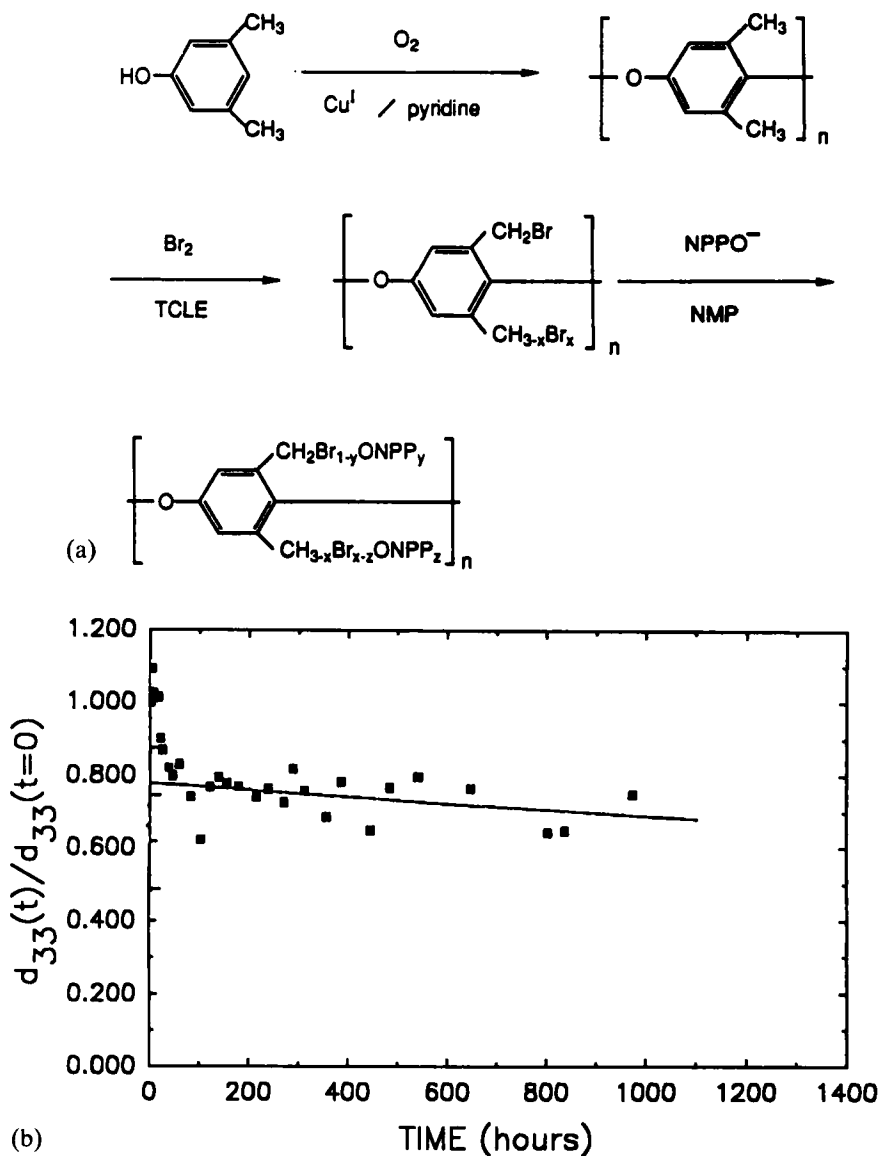 HO
CH3
CH3
O2
CuI / pyridine
O
CH3
CH3
n
Br2
TCLE
O
CH2Br
CH3-xBrx
n
NPPO−
NMP
O
CH2Br1-yONPPy
CH3-xBrx-zONPPz
n
(a)
1.200
1.000
0.800
0.600
0.400
0.200
0.000
d33(t)/d33(t=0)
0 200 400 600 800 1000 1200 1400
TIME (hours)
(b)